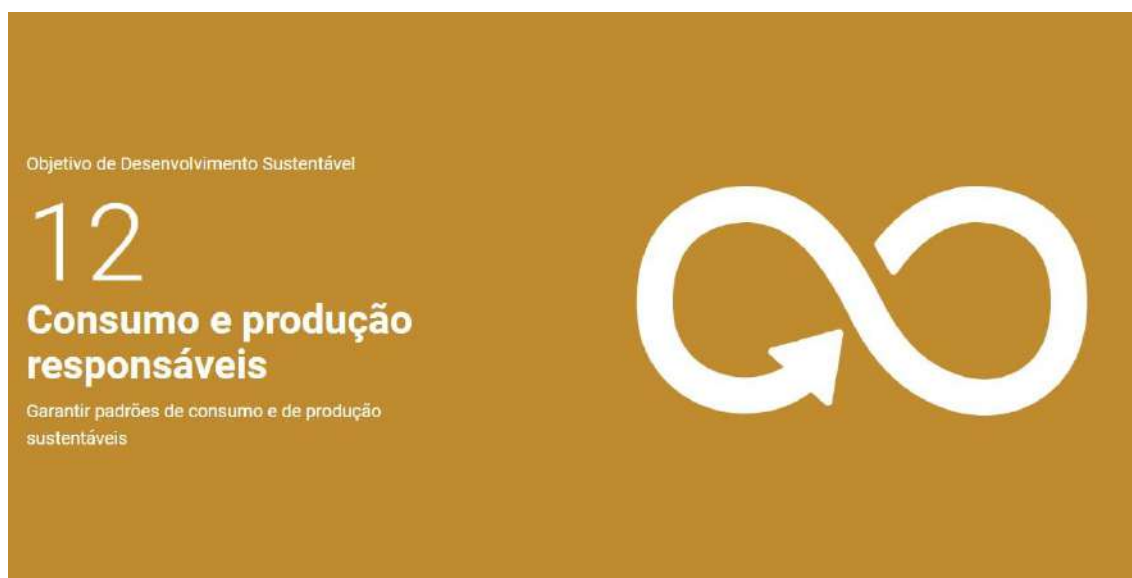 Objetivo de Desenvolvimento Sustentável
12
Consumo e produção
responsáveis
Garantir padrões de consumo e de produção
sustentáveis